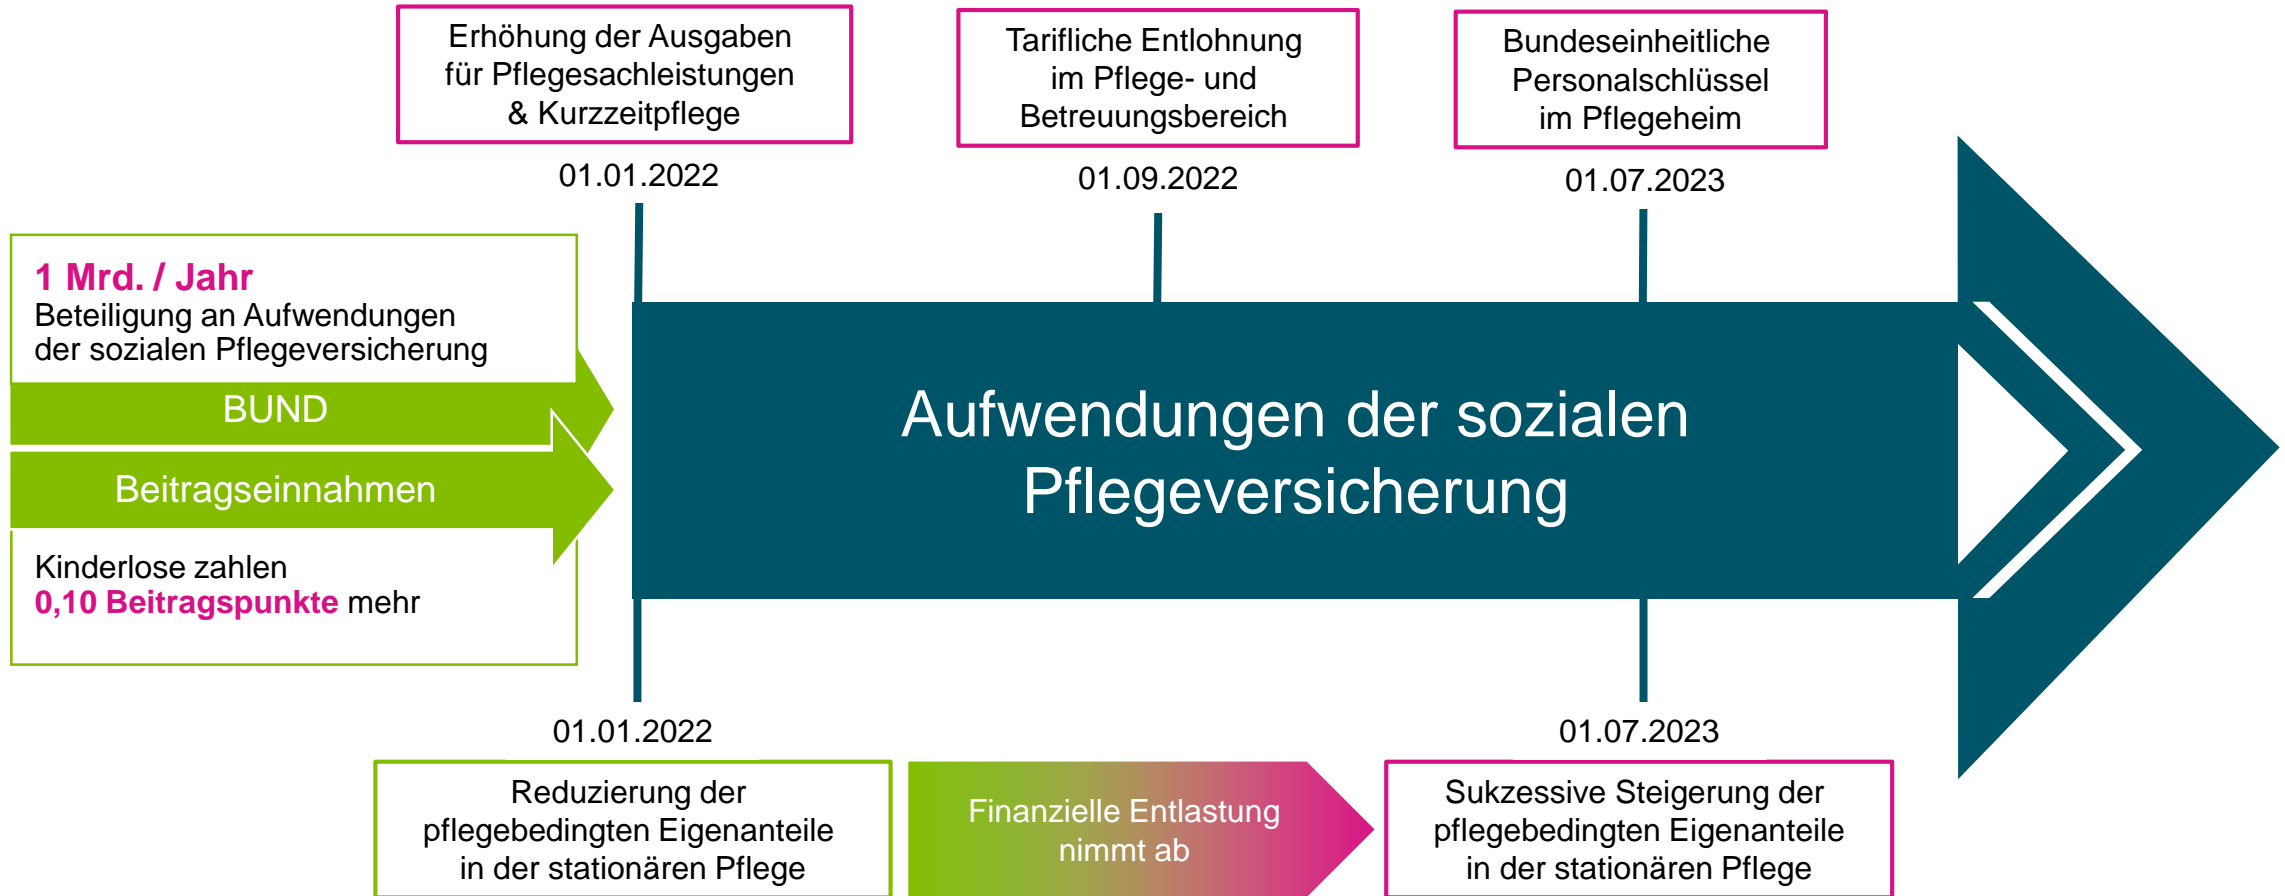 Erhöhung der Ausgaben
für Pflegesachleistungen
& Kurzzeitpflege
01.01.2022
Tarifliche Entlohnung
im Pflege- und
Betreuungsbereich
01.09.2022
Bundeseinheitliche
Personalschlüssel
im Pflegeheim
01.07.2023
1 Mrd. / Jahr
Beteiligung an Aufwendungen
der sozialen Pflegeversicherung
BUND
Beitragseinnahmen
Kinderlose zahlen
0,10 Beitragspunkte mehr
Aufwendungen der sozialen
Pflegeversicherung
01.01.2022
Reduzierung der
pflegebedingten Eigenanteile
in der stationären Pflege
Finanzielle Entlastung
nimmt ab
01.07.2023
Sukzessive Steigerung der
pflegebedingten Eigenanteile
in der stationären Pflege